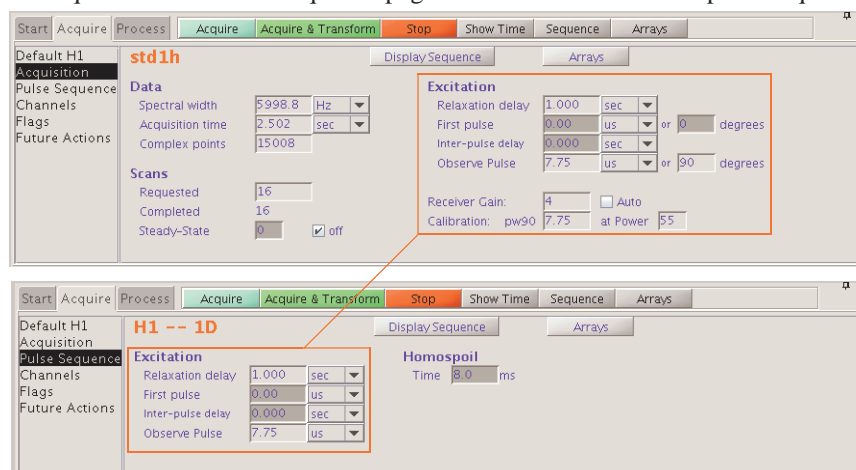 Start Acquire Process Acquire Acquire & Transform Stop Show Time Sequence Arrays
Default H1 std1h Display Sequence Arrays
Acquisition
Pulse Sequence Data Excitation
Channels Spectral width 5998.8 Hz Relaxation delay 1.000 sec
Flags Acquisition time 2.502 sec First pulse 0.00 us or 0 degrees
Future Actions Complex points 15008 Inter-pulse delay 0.000 sec
Observe Pulse 7.75 us or 90 degrees
Scans
Requested 16 Receiver Gain: 4 Auto
Completed 16 Calibration: pw90 7.75 at Power 55
Steady-State 0 off
Start Acquire Process Acquire Acquire & Transform Stop Show Time Sequence Arrays
Default H1 H1 -- 1D Display Sequence Arrays
Acquisition
Pulse Sequence Excitation Homospoil
Channels Relaxation delay 1.000 sec Time 8.0 ms
Flags First pulse 0.00 us
Future Actions Inter-pulse delay 0.000 sec
Observe Pulse 7.75 us